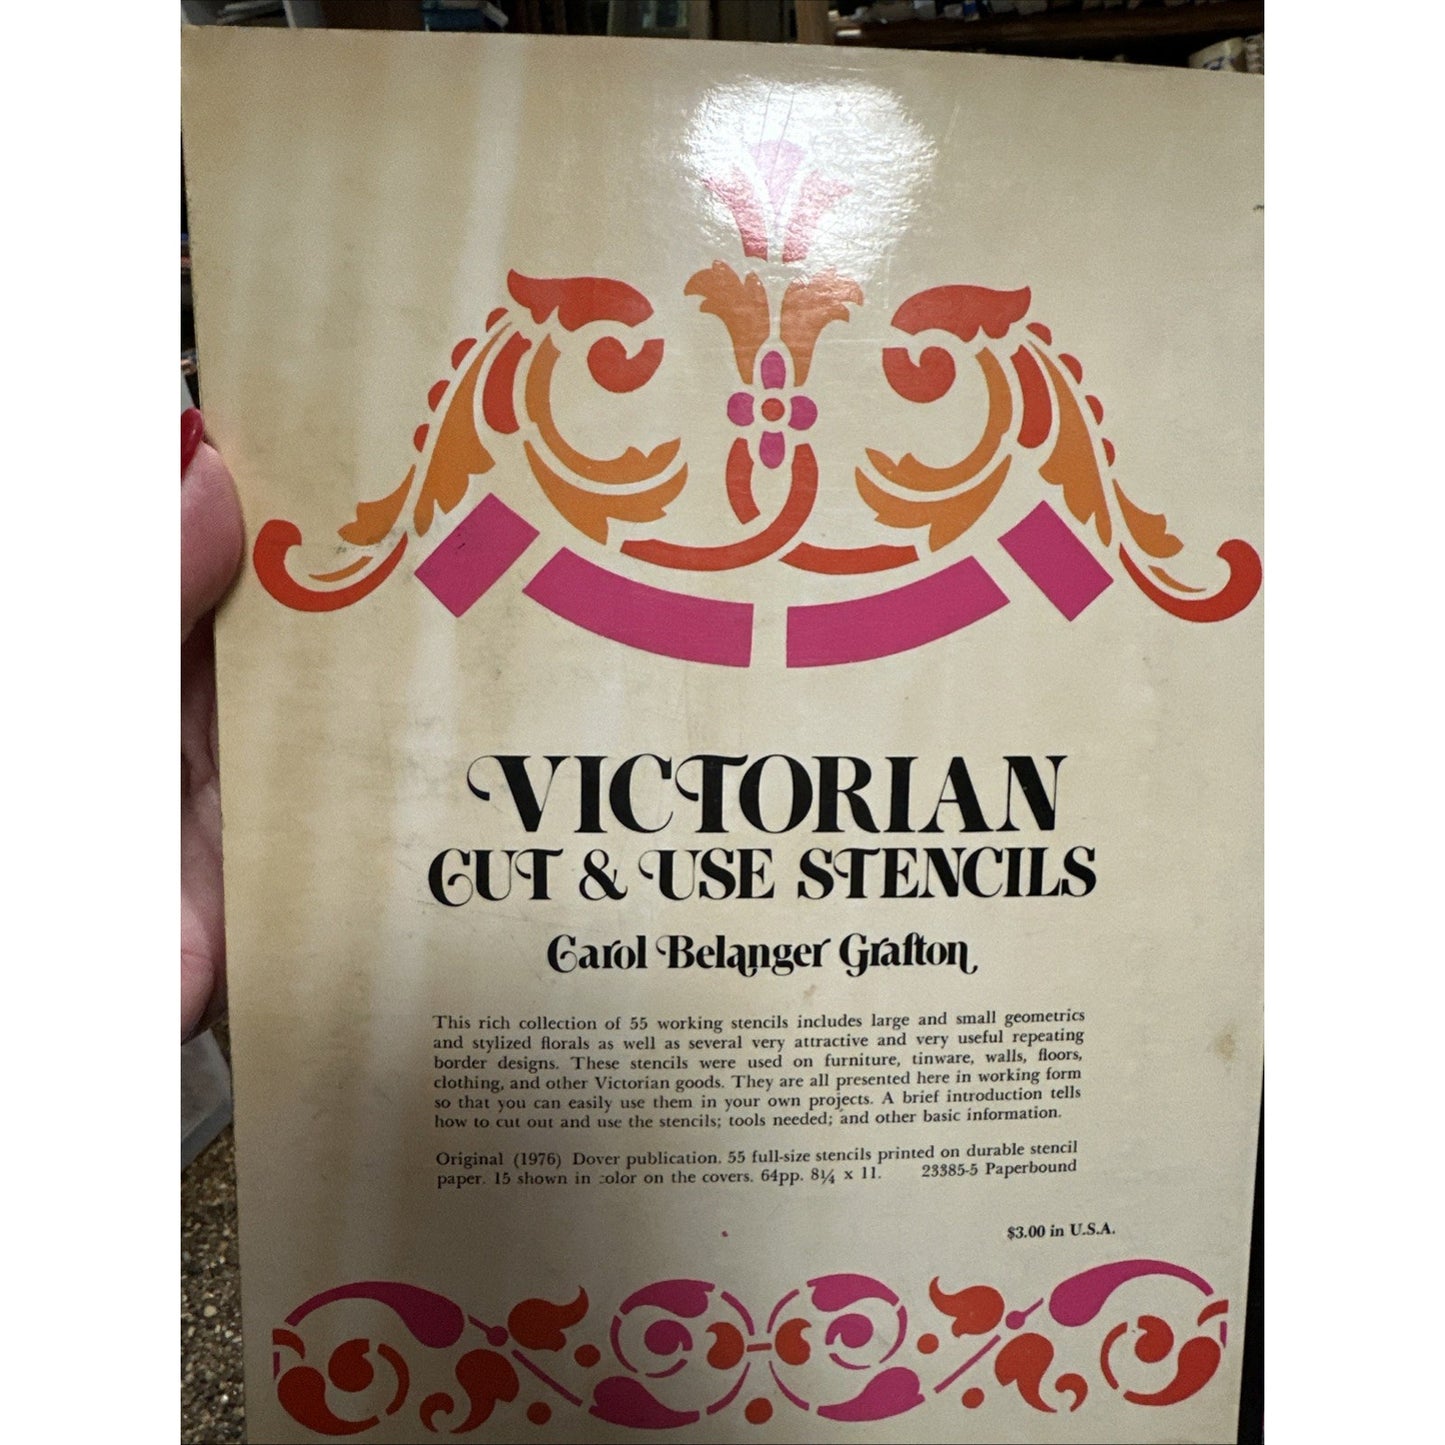 VICTORIAN
CUT & USE STENCILS
Carol Belanger Grafton
This rich collection of 55 working stencils includes large and small geometrics
and stylized florals as well as several very attractive and very useful repeating
border designs. These stencils were used on furniture, tinware, walls, floors,
clothing, and other Victorian goods. They are all presented here in working form
so that you can easily use them in your own projects. A brief introduction tells
how to cut out and use the stencils; tools needed; and other basic information.
Original (1976) Dover publication. 55 full-size stencils printed on durable stencil
paper. 15 shown in color on the covers. 64pp. 8¼ x 11. 23385-5 Paperbound
$3.00 in U.S.A.